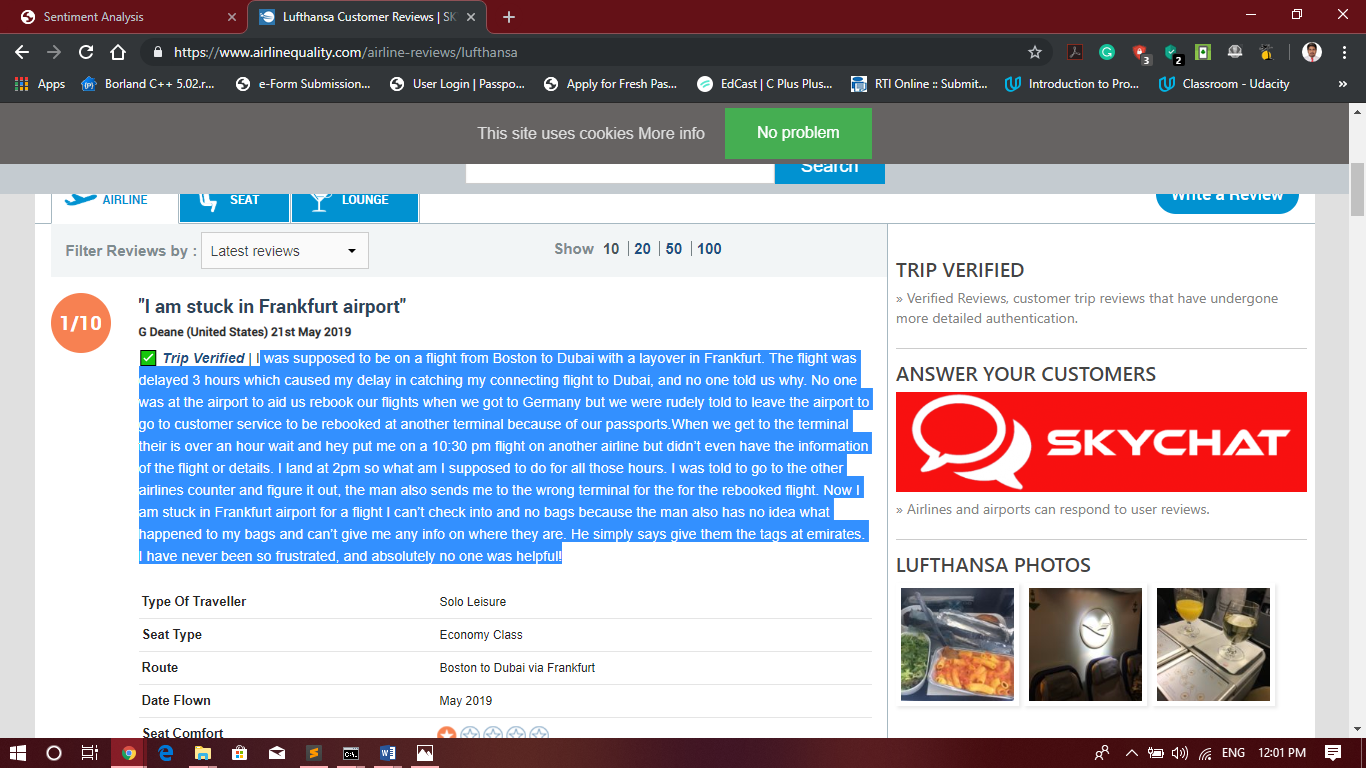 Sentiment Analysis
Lufthansa Customer Reviews | SK
https://www.airlinequality.com/airline-reviews/lufthansa
3
2
Apps
Borland C++ 5.02.r...
e-Form Submission...
User Login | Passpo...
Apply for Fresh Pas...
EdCast | C Plus Plus...
RTI Online :: Submit...
Introduction to Pro...
Classroom - Udacity
»
This site uses cookies More info
No problem
Search
AIRLINE
SEAT
LOUNGE
Write a Review
Filter Reviews by :
Latest reviews
Show 10 | 20 | 50 | 100
1/10
"I am stuck in Frankfurt airport"
G Deane (United States) 21st May 2019
Trip Verified | I was supposed to be on a flight from Boston to Dubai with a layover in Frankfurt. The flight was
delayed 3 hours which caused my delay in catching my connecting flight to Dubai, and no one told us why. No one
was at the airport to aid us rebook our flights when we got to Germany but we were rudely told to leave the airport to
go to customer service to be rebooked at another terminal because of our passports.When we get to the terminal
their is over an hour wait and hey put me on a 10:30 pm flight on another airline but didn't even have the information
of the flight or details. I land at 2pm so what am I supposed to do for all those hours. I was told to go to the other
airlines counter and figure it out, the man also sends me to the wrong terminal for the for the rebooked flight. Now I
am stuck in Frankfurt airport for a flight I can't check into and no bags because the man also has no idea what
happened to my bags and can't give me any info on where they are. He simply says give them the tags at emirates.
I have never been so frustrated, and absolutely no one was helpful!
Type Of Traveller Solo Leisure
Seat Type Economy Class
Route Boston to Dubai via Frankfurt
Date Flown May 2019
Seat Comfort
TRIP VERIFIED
» Verified Reviews, customer trip reviews that have undergone
more detailed authentication.
ANSWER YOUR CUSTOMERS
SKYCHAT
» Airlines and airports can respond to user reviews.
LUFTHANSA PHOTOS
ENG
12:01 PM